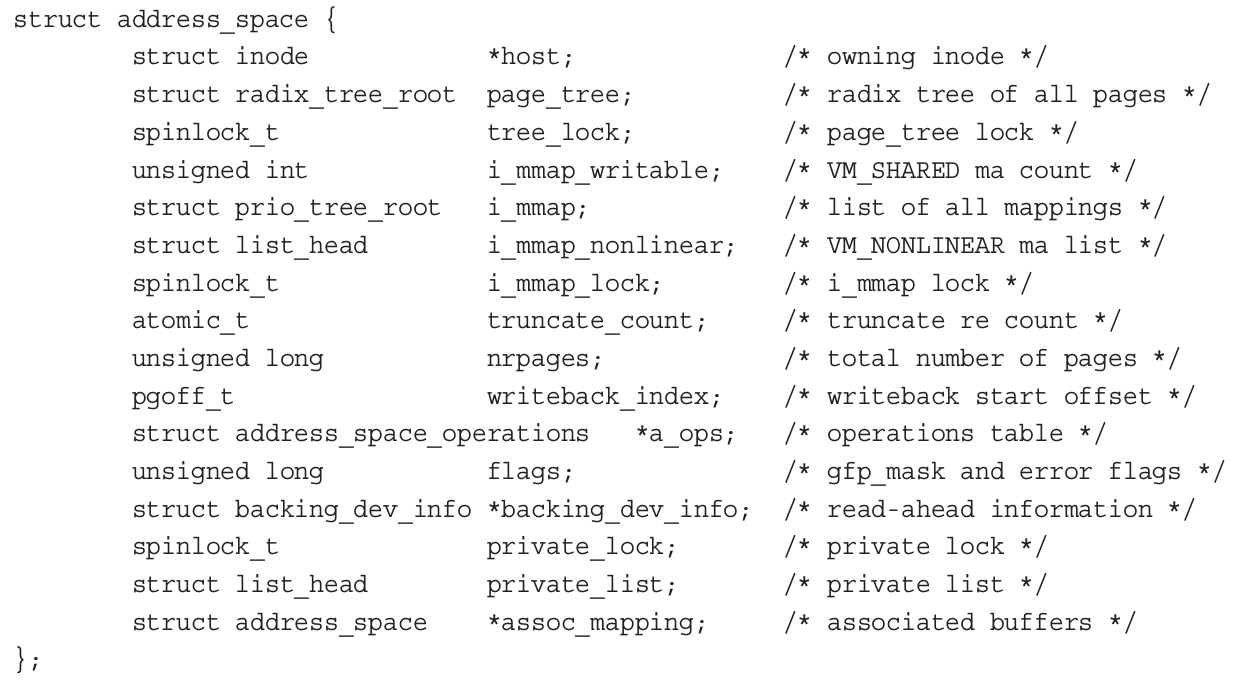 struct address_space {
        struct inode            *host;              /* owning inode */
        struct radix_tree_root  page_tree;          /* radix tree of all pages */
        spinlock_t              tree_lock;          /* page_tree lock */
        unsigned int            i_mmap_writable;    /* VM_SHARED ma count */
        struct prio_tree_root   i_mmap;             /* list of all mappings */
        struct list_head        i_mmap_nonlinear;   /* VM_NONLINEAR ma list */
        spinlock_t              i_mmap_lock;        /* i_mmap lock */
        atomic_t                truncate_count;     /* truncate re count */
        unsigned long           nrpages;            /* total number of pages */
        pgoff_t                 writeback_index;    /* writeback start offset */
        struct address_space_operations   *a_ops;   /* operations table */
        unsigned long           flags;              /* gfp_mask and error flags */
        struct backing_dev_info *backing_dev_info;  /* read-ahead information */
        spinlock_t              private_lock;       /* private lock */
        struct list_head        private_list;       /* private list */
        struct address_space    *assoc_mapping;     /* associated buffers */
};